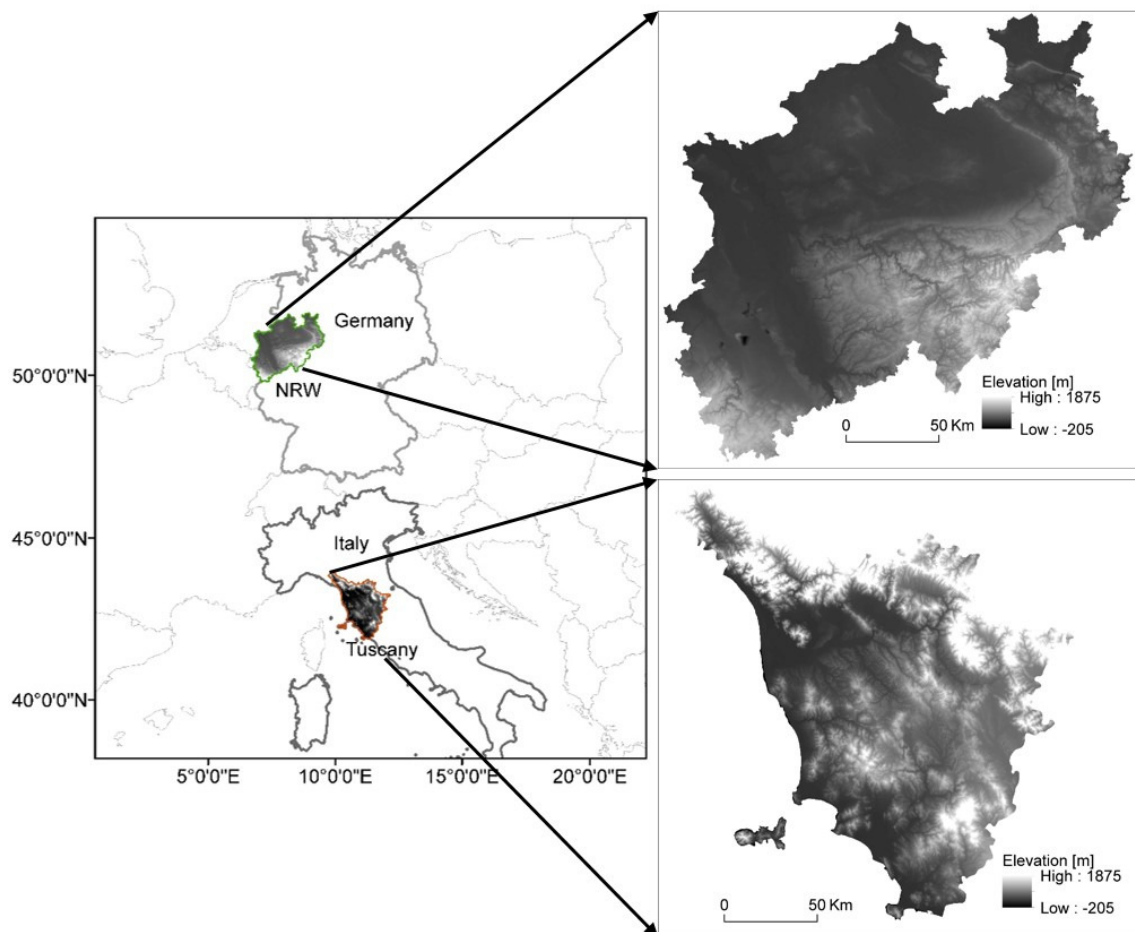 Germany
NRW
Italy
Tuscany
50°0'0"N
45°0'0"N
40°0'0"N
5°0'0"E
10°0'0"E
15°0'0"E
20°0'0"E
Elevation [m]
High : 1875
Low : -205
0
50 Km
Elevation [m]
High : 1875
Low : -205
0
50 Km